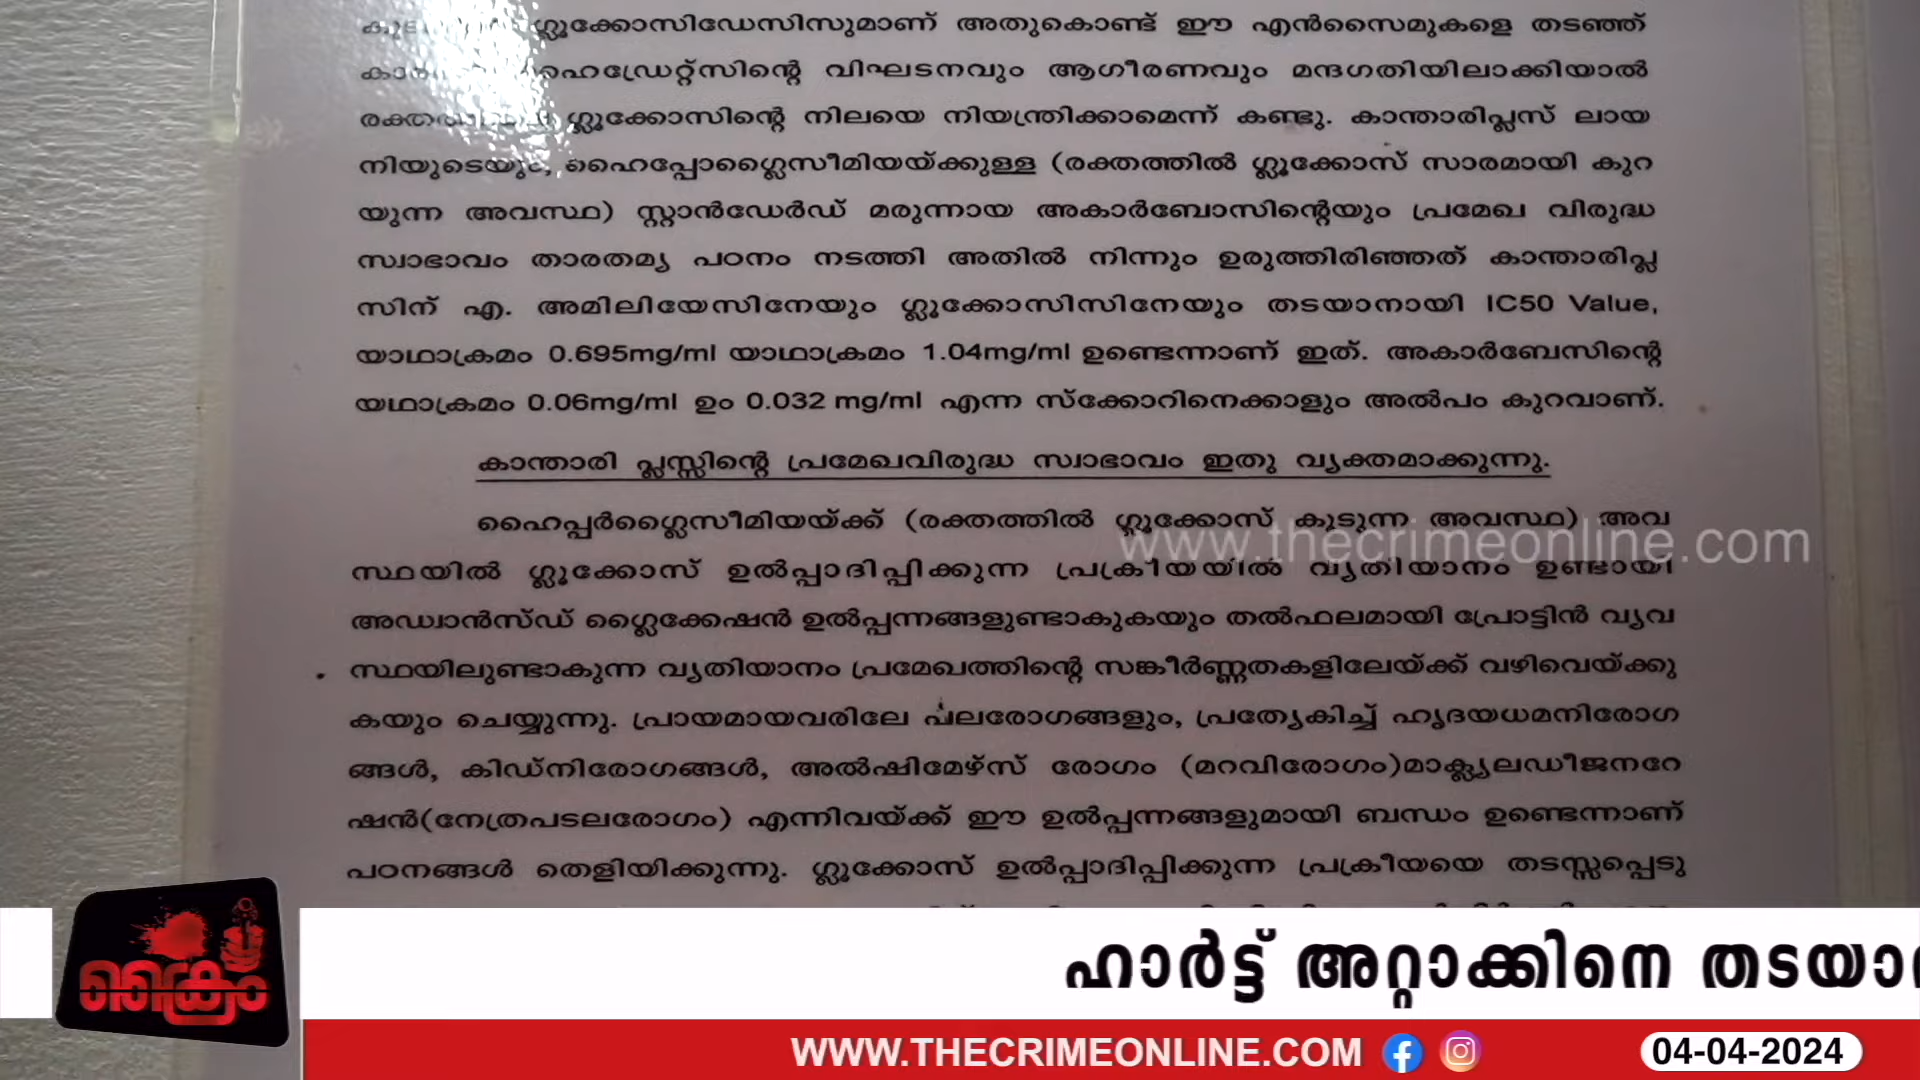 ഗ്ലൂക്കോസിഡേസിസുമാണ് അതുകൊണ്ട് ഈ എൻസൈമുകളെ തടഞ്ഞ്
ഹൈഡ്രേറ്റ്സിന്റെ വിഘടനവും ആഗീരണവും മന്ദഗതിയിലാക്കിയാൽ
ഗ്ലൂക്കോസിന്റെ നിലയെ നിയന്ത്രിക്കാമെന്ന് കണ്ടു. കാന്താരിപ്ലസ് ലായ
നിയുടെയും, ഹൈപ്പോഗ്ലൈസീമിയയ്ക്കുള്ള (രക്തത്തിൽ ഗ്ലൂക്കോസ് സാരമായി കുറ
യുന്ന അവസ്ഥ) സ്റ്റാൻഡേർഡ് മരുന്നായ അകാർബോസിന്റെയും പ്രമേഖ വിരുദ്ധ
സ്വാഭാവം താരതമ്യ പഠനം നടത്തി അതിൽ നിന്നും ഉരുത്തിരിഞ്ഞത് കാന്താരിപ്ല
സിന് എ. അമിലിയേസിനേയും ഗ്ലൂക്കോസിസിനേയും തടയാനായി IC50 Value,
യാഥാക്രമം 0.695mg/ml യാഥാക്രമം 1.04mg/ml ഉണ്ടെന്നാണ് ഇത്. അകാർബേസിന്റെ
യഥാക്രമം 0.06mg/ml ഉം 0.032 mg/ml എന്ന സ്ക്കോറിനെക്കാളും അൽപം കുറവാണ്.
കാന്താരി പ്ലസ്സിന്റെ പ്രമേഖവിരുദ്ധ സ്വാഭാവം ഇതു വ്യക്തമാക്കുന്നു.
ഹൈപ്പർഗ്ലൈസീമിയയ്ക്ക് (രക്തത്തിൽ ഗ്ലൂക്കോസ് കൂടുന്ന അവസ്ഥ) അവ
www.thecrimeonline.com
സ്ഥയിൽ ഗ്ലൂക്കോസ് ഉൽപ്പാദിപ്പിക്കുന്ന പ്രക്രീയയിൽ വ്യതിയാനം ഉണ്ടായി
അഡ്വാൻസ്ഡ് ഗ്ലൈക്കേഷൻ ഉൽപ്പന്നങ്ങളുണ്ടാകുകയും തൽഫലമായി പ്രോട്ടിൻ വ്യവ
സ്ഥയിലുണ്ടാകുന്ന വ്യതിയാനം പ്രമേഖത്തിന്റെ സങ്കീർണ്ണതകളിലേയ്ക്ക് വഴിവെയ്ക്കു
കയും ചെയ്യുന്നു. പ്രായമായവരിലേ പലരോഗങ്ങളും, പ്രത്യേകിച്ച് ഹൃദയധമനിരോഗ
ങ്ങൾ, കിഡ്നിരോഗങ്ങൾ, അൽഷിമേഴ്സ് രോഗം (മറവിരോഗം)മാക്ല്യലഡീജനറേ
ഷൻ(നേത്രപടലരോഗം) എന്നിവയ്ക്ക് ഈ ഉൽപ്പന്നങ്ങളുമായി ബന്ധം ഉണ്ടെന്നാണ്
പഠനങ്ങൾ തെളിയിക്കുന്നു. ഗ്ലൂക്കോസ് ഉൽപ്പാദിപ്പിക്കുന്ന പ്രക്രീയയെ തടസ്സപ്പെടു
ഹാർട്ട് അറ്റാക്കിനെ
ക്രൈം
WWW.THECRIMEONLINE.COM
04-04-2024